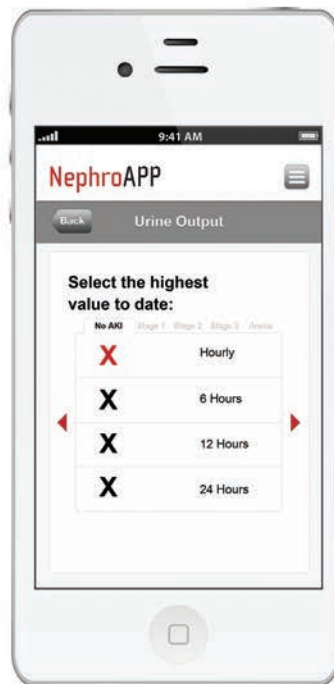 9:41 AM
NephroAPP
Back Urine Output
Select the highest
value to date:
No AKI Stage 1 Stage 2 Stage 3 Anuria
X Hourly
X 6 Hours
X 12 Hours
X 24 Hours